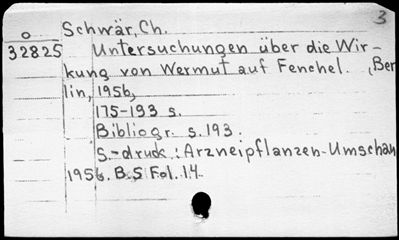 3
o Schwär, Ch.
32825 Untersuchungen über die Wir-
kung von Wermut auf Fenchel. (Ber
lin, 1956,
175-193 s.
Bibliogr. s. 193.
S.-druck: Arzneipflanzen-Umschau
1956. B.S Fol. 14.